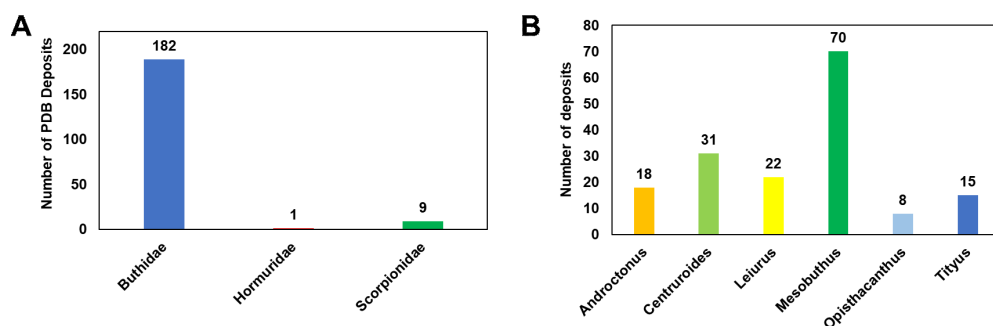 A
Number of PDB Deposits
200
150
100
50
0
182
1
9
Buthidae
Hormuridae
Scorpionidae
B
Number of deposits
80
70
60
50
40
30
20
10
0
18
31
22
70
8
15
Androctonus
Centruroides
Leiurus
Mesobuthus
Opisthacanthus
Tityus